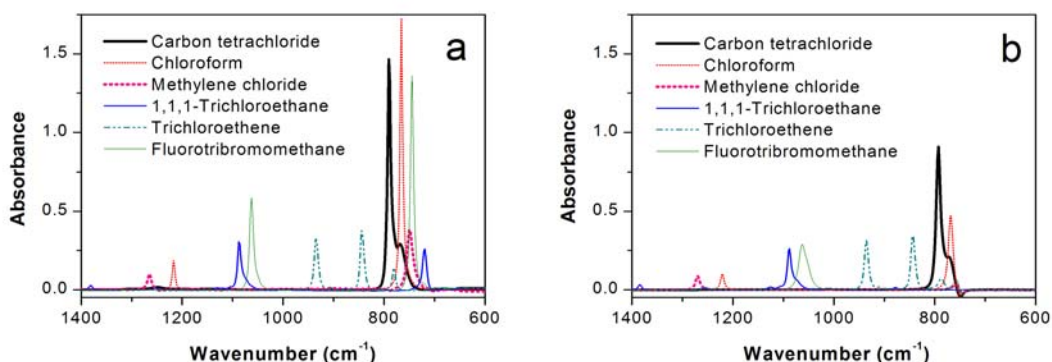 a
Carbon tetrachloride
Chloroform
Methylene chloride
1,1,1-Trichloroethane
Trichloroethene
Fluorotribromomethane
Absorbance
1.5
1.0
0.5
0.0
1400 1200 1000 800 600
Wavenumber (cm⁻¹)
b
Carbon tetrachloride
Chloroform
Methylene chloride
1,1,1-Trichloroethane
Trichloroethene
Fluorotribromomethane
Absorbance
1.5
1.0
0.5
0.0
1400 1200 1000 800 600
Wavenumber (cm⁻¹)